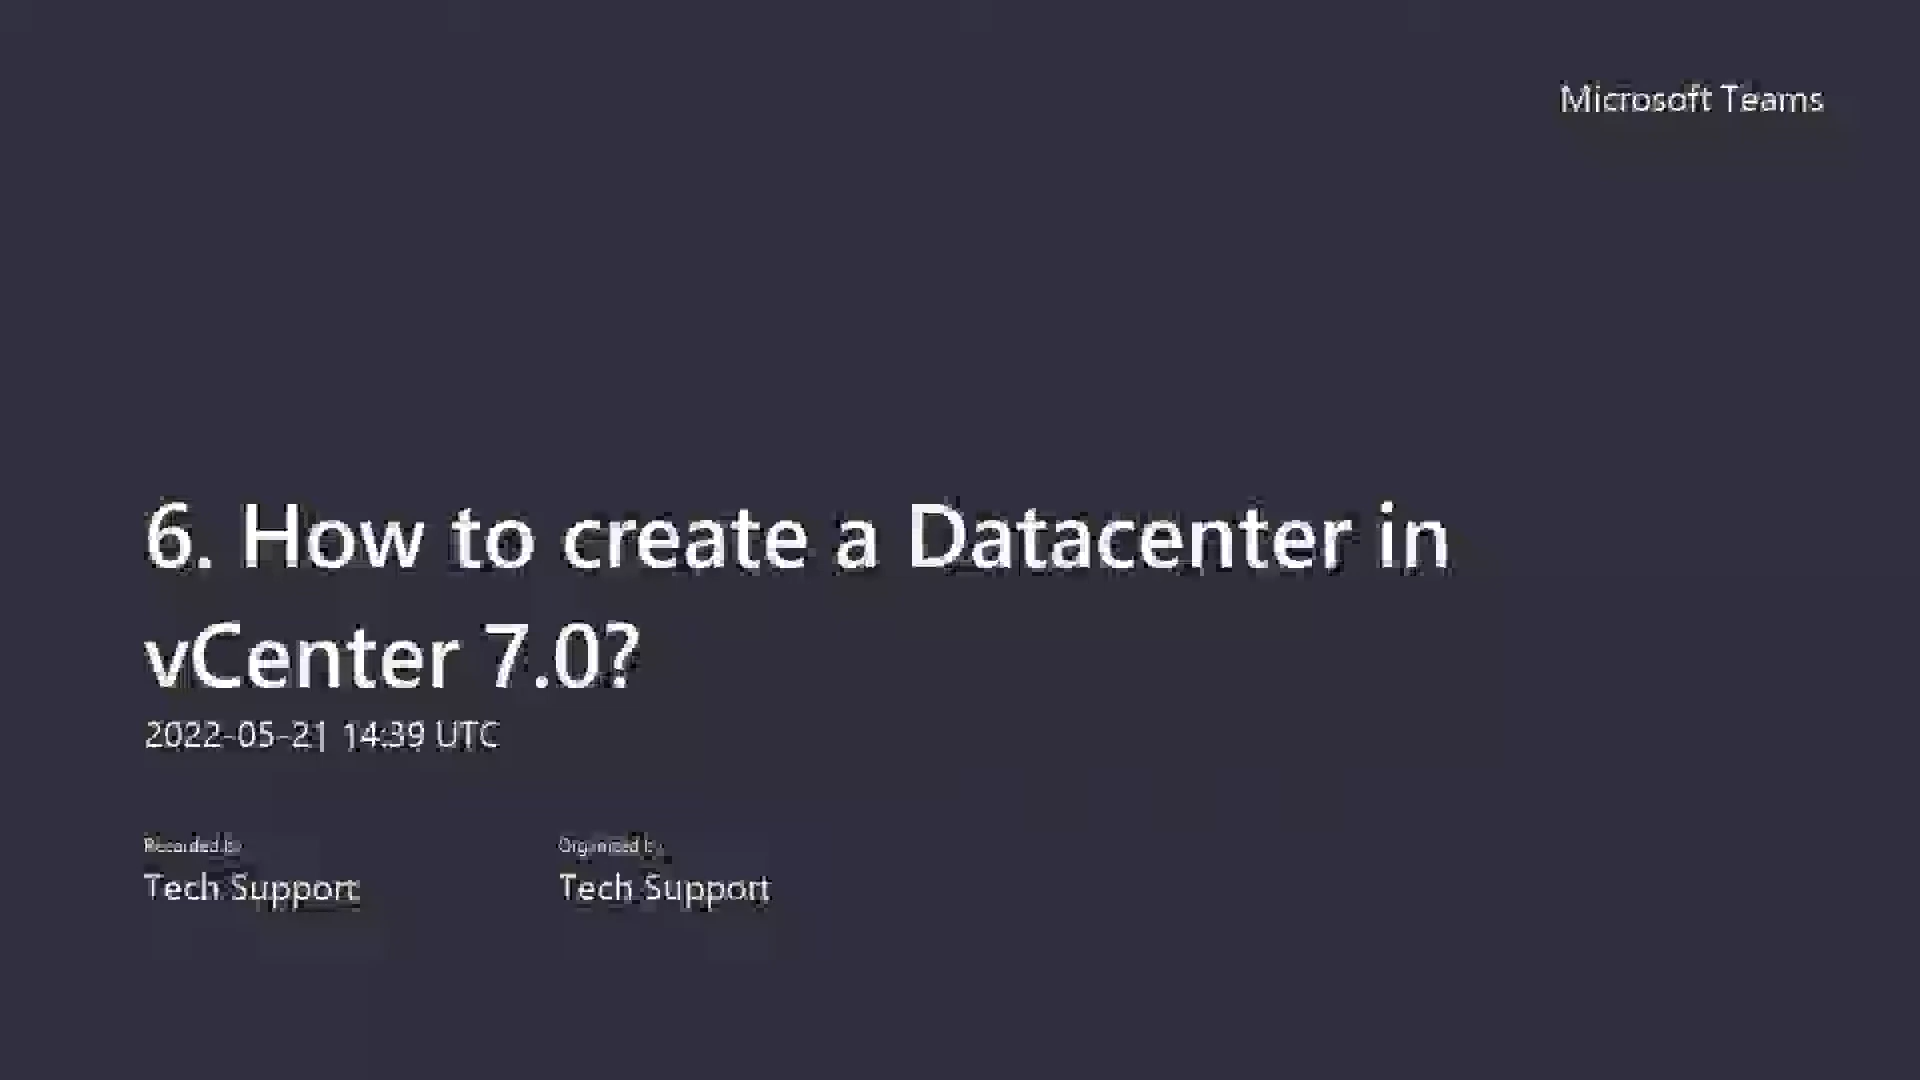 Microsoft Teams
6. How to create a Datacenter in
vCenter 7.0?
2022-05-21 14:39 UTC
Recorded by
Organized by
Tech Support
Tech Support